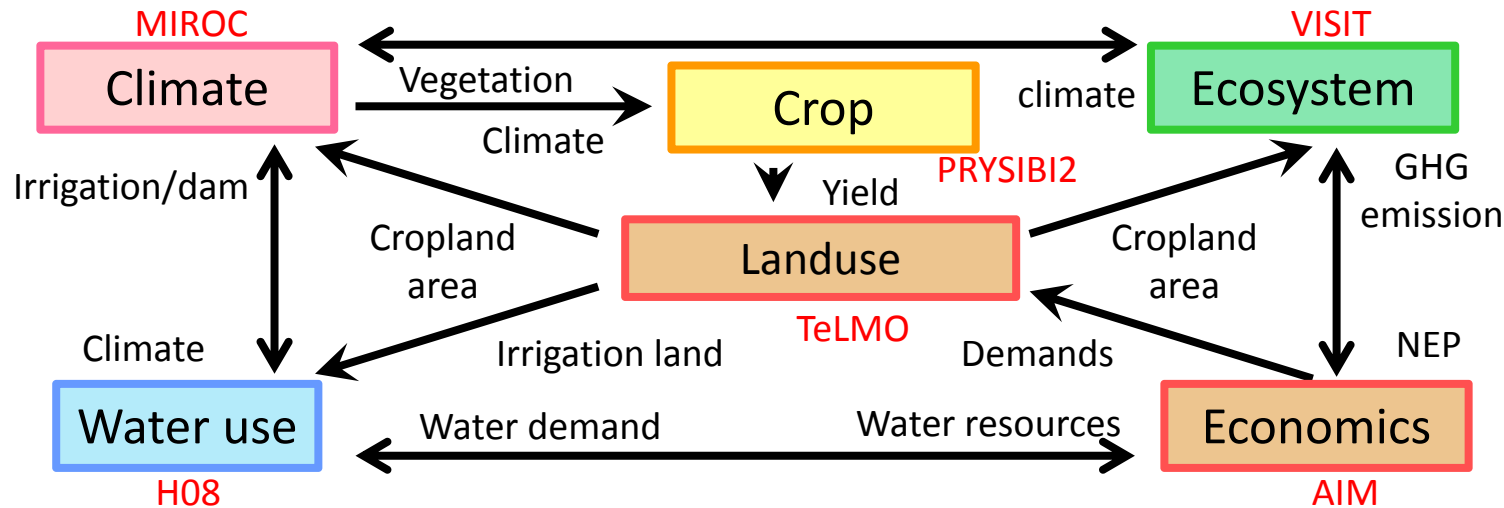 MIROC
VISIT
Climate
Vegetation
Climate
Crop
climate
Ecosystem
PRYSIBI2
Irrigation/dam
Yield
GHG
emission
Cropland
area
Landuse
Cropland
area
TeLMO
Climate
Irrigation land
Demands
NEP
Water use
Water demand
Water resources
Economics
H08
AIM